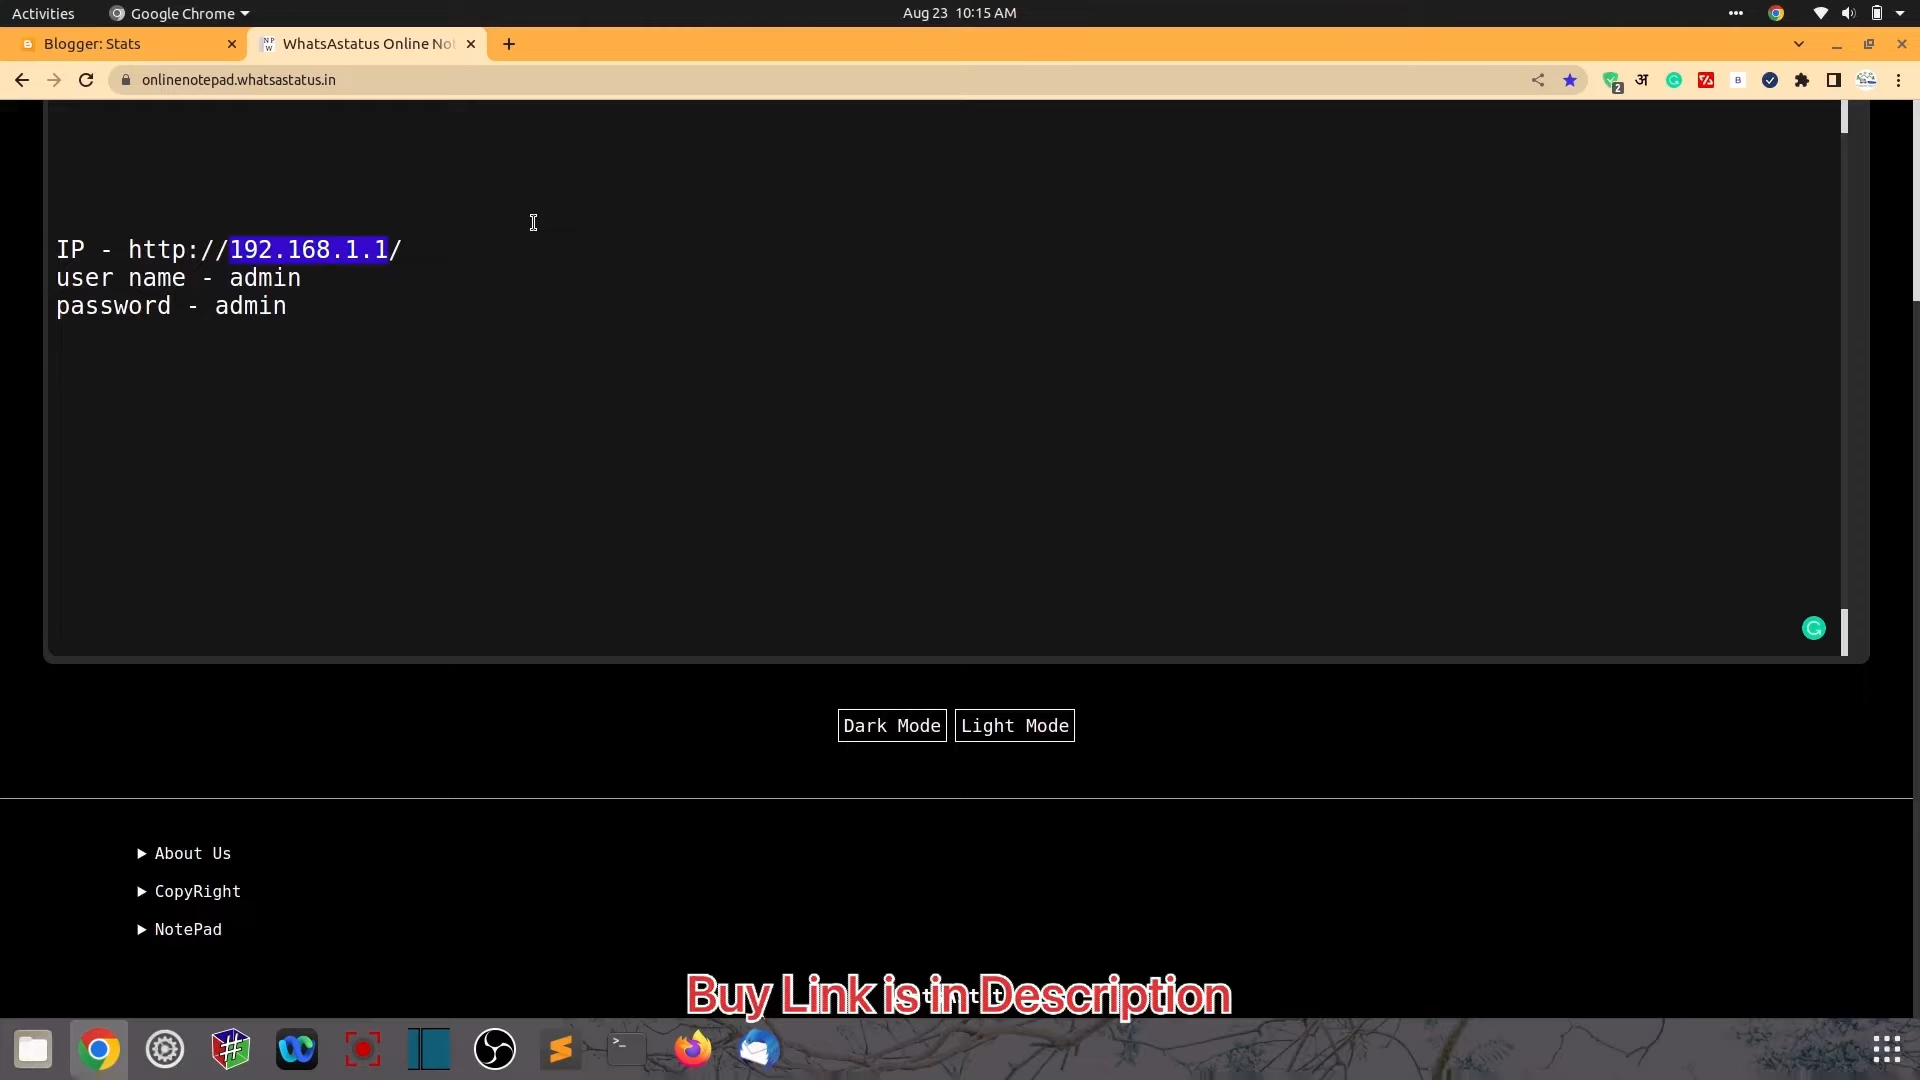 Activities Google Chrome Aug 23 10:15 AM
Blogger: Stats WhatsAstatus Online Not
onlinenotepad.whatsastatus.in 2 अ B
IP - http://192.168.1.1/
user name - admin
password - admin
Dark Mode Light Mode
About Us
CopyRight
NotePad
Buy Link is in Description